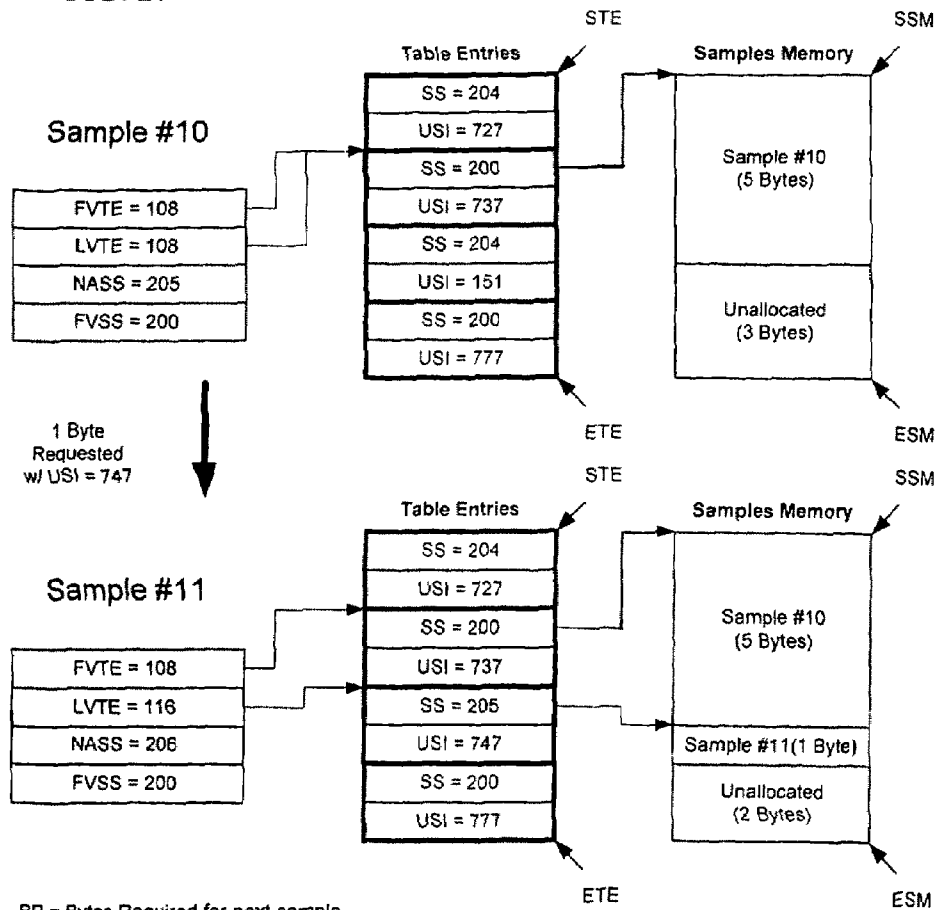 STE
SSM
Table Entries
Samples Memory
Sample #10
SS = 204
USI = 727
SS = 200
USI = 737
SS = 204
USI = 151
SS = 200
USI = 777
FVTE = 108
LVTE = 108
NASS = 205
FVSS = 200
Sample #10
(5 Bytes)
Unallocated
(3 Bytes)
ETE
ESM
1 Byte
Requested
w/ USI = 747
STE
SSM
Table Entries
Samples Memory
Sample #11
SS = 204
USI = 727
SS = 200
USI = 737
SS = 205
USI = 747
SS = 200
USI = 777
FVTE = 108
LVTE = 116
NASS = 206
FVSS = 200
Sample #10
(5 Bytes)
Sample #11(1 Byte)
Unallocated
(2 Bytes)
ETE
ESM